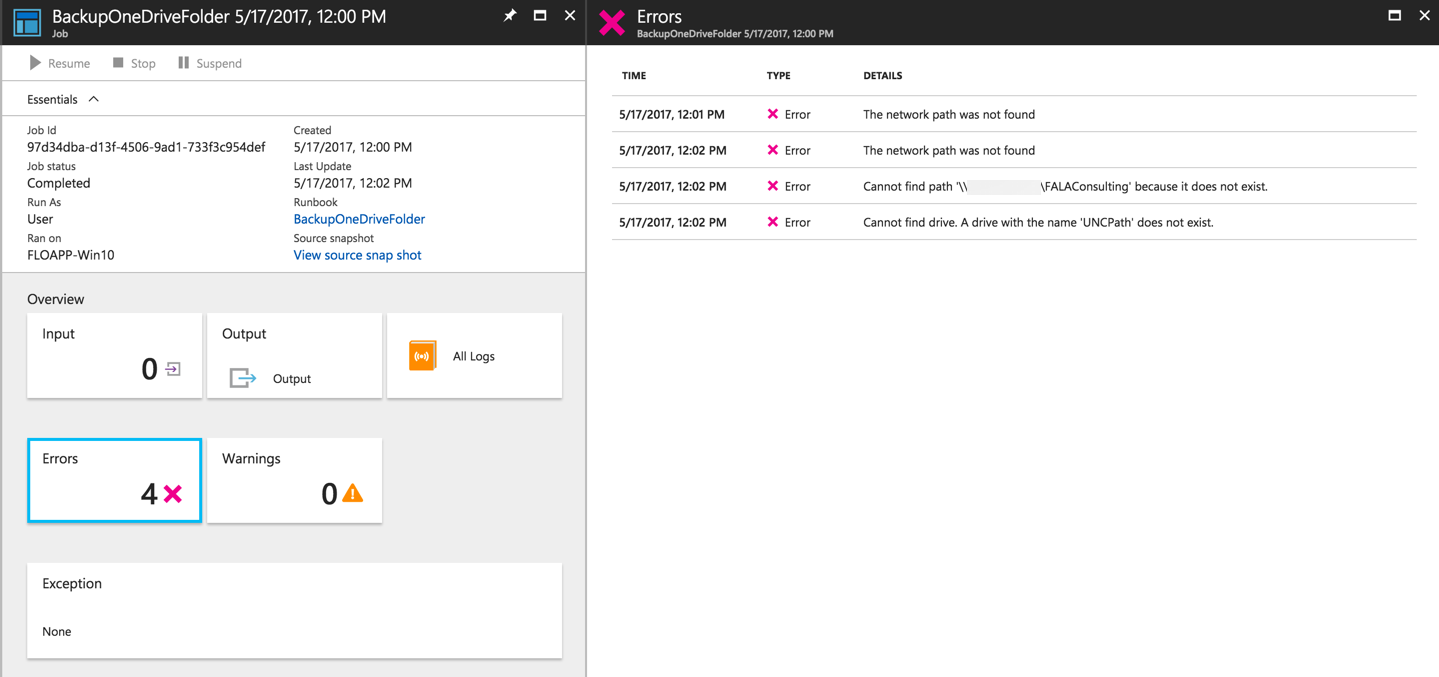 BackupOneDriveFolder 5/17/2017, 12:00 PM
Job
Resume Stop Suspend
Essentials
Job Id
97d34dba-d13f-4506-9ad1-733f3c954def
Job status
Completed
Run As
User
Ran on
FLOAPP-Win10
Created
5/17/2017, 12:00 PM
Last Update
5/17/2017, 12:02 PM
Runbook
BackupOneDriveFolder
Source snapshot
View source snap shot
Overview
Input
0
Output
Output
All Logs
Errors
4
Warnings
0
Exception
None
Errors
BackupOneDriveFolder 5/17/2017, 12:00 PM
TIME TYPE DETAILS
5/17/2017, 12:01 PM Error The network path was not found
5/17/2017, 12:02 PM Error The network path was not found
5/17/2017, 12:02 PM Error Cannot find path '\\ \FALAConsulting' because it does not exist.
5/17/2017, 12:02 PM Error Cannot find drive. A drive with the name 'UNCPath' does not exist.